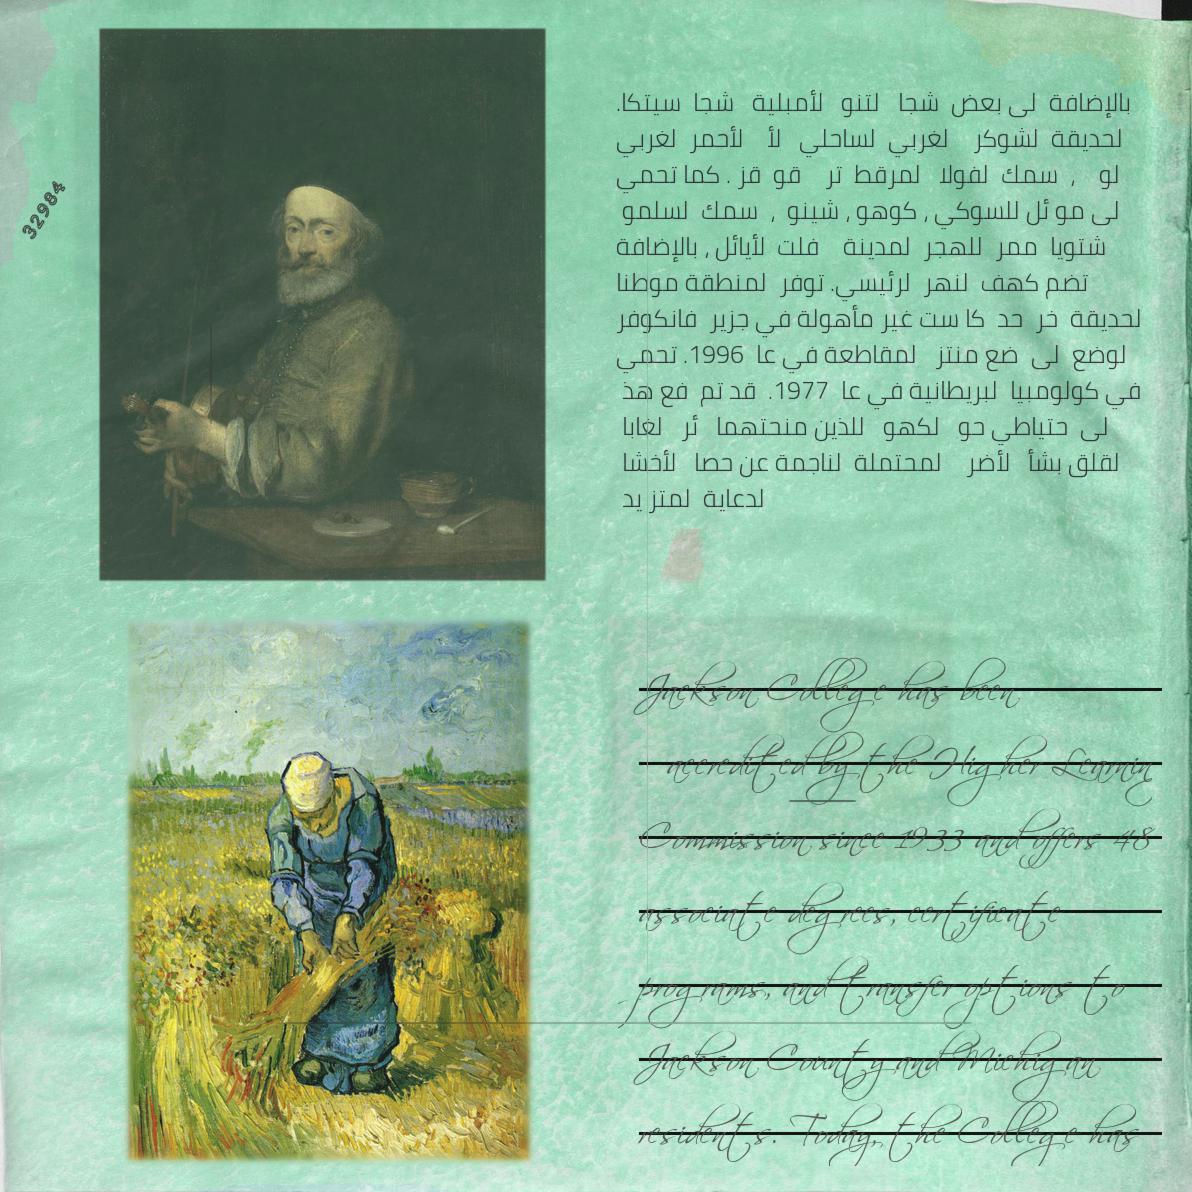 32984
بالإضافة لى بعض شجا لتنو لأمبلية شجا سيتكا.
لحديقة لشوكر لغربي لساحلي لأ لأحمر لغربي
لو , سمك لفولا لمرقط تر قو قز . كما تحمي
لى مو ئل للسوكي , كوهو , شينو , سمك لسلمو
شتويا ممر للهجر لمدينة فلت لأيائل , بالإضافة
تضم كهف لنهر لرئيسي. توفر لمنطقة موطنا
لحديقة خر حد كا ست غير مأهولة في جزير فانكوفر
لوضع لى ضع منتز لمقاطعة في عا 1996. تحمي
في كولومبيا لبريطانية في عا 1977. قد تم فع هذ
لى حتياطي حو لكهو للذين منحتهما ئر لغابا
لقلق بشأ لأضر لمحتملة لناجمة عن حصا لأخشا
لدعاية لمتز يد
Jackson College has been
accredited by the Higher Learnin
Commission since 1933 and offers 48
associate degrees, certificate
programs, and transfer options to
Jackson County and Michigan
residents. Today, the College has